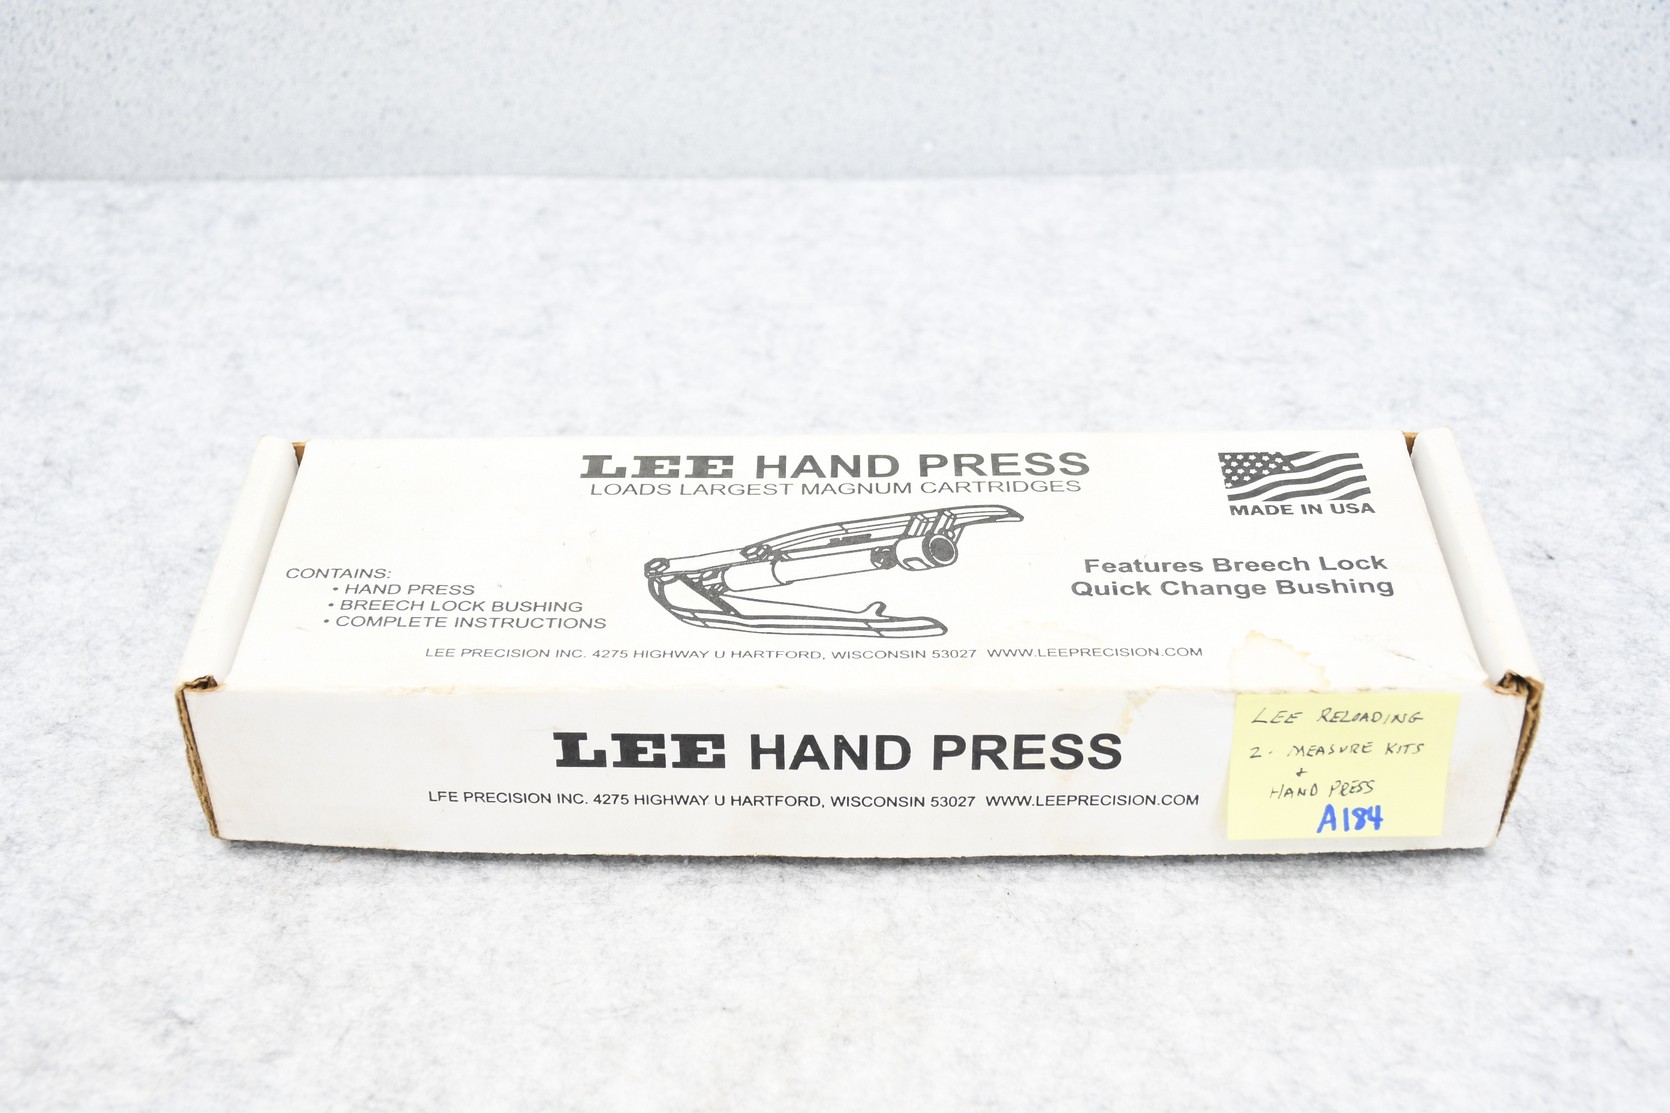 LEE HAND PRESS
LOADS LARGEST MAGNUM CARTRIDGES
MADE IN USA
CONTAINS:
• HAND PRESS
• BREECH LOCK BUSHING
• COMPLETE INSTRUCTIONS
Features Breech Lock
Quick Change Bushing
LEE PRECISION INC. 4275 HIGHWAY U HARTFORD, WISCONSIN 53027 WWW.LEEPRECISION.COM
LEE HAND PRESS
LFE PRECISION INC. 4275 HIGHWAY U HARTFORD, WISCONSIN 53027 WWW.LEEPRECISION.COM
LEE RELOADING
2 - MEASURE KITS
+
HAND PRESS
A184